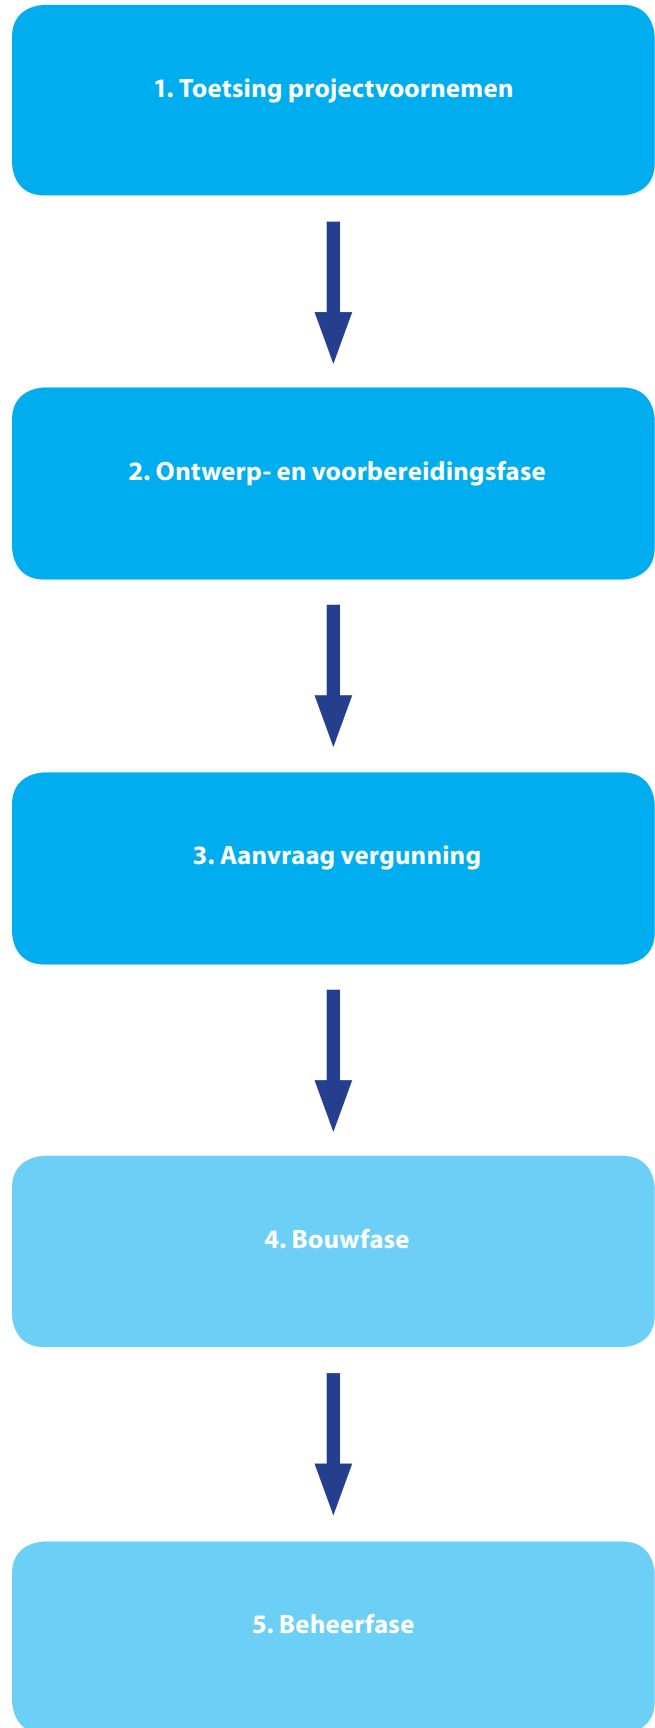 1. Toetsing projectvoornemen
2. Ontwerp- en voorbereidingsfase
3. Aanvraag vergunning
4. Bouwfase
5. Beheerfase